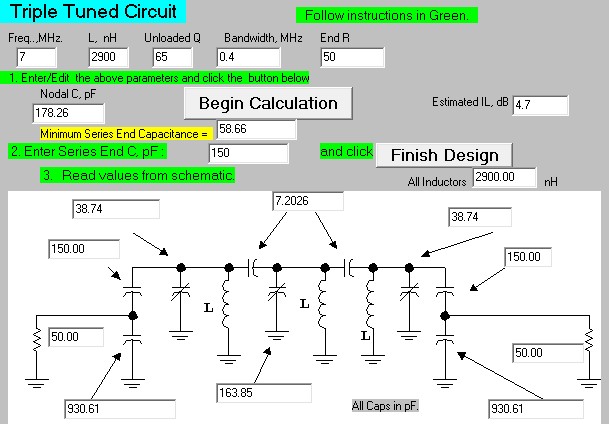 Triple Tuned Circuit
Follow instructions in Green.
Freq..,MHz. L, nH Unloaded Q Bandwidth, MHz End R
7 2900 65 0.4 50
1. Enter/Edit the above parameters and click the button below
Nodal C, pF
178.26
Begin Calculation
Estimated IL, dB 4.7
Minimum Series End Capacitance = 58.66
2. Enter Series End C, pF : 150 and click Finish Design
3. Read values from schematic.
All Inductors 2900.00 nH
38.74 7.2026 38.74
150.00 150.00
L L L
50.00 50.00
930.61 163.85 All Caps in pF. 930.61